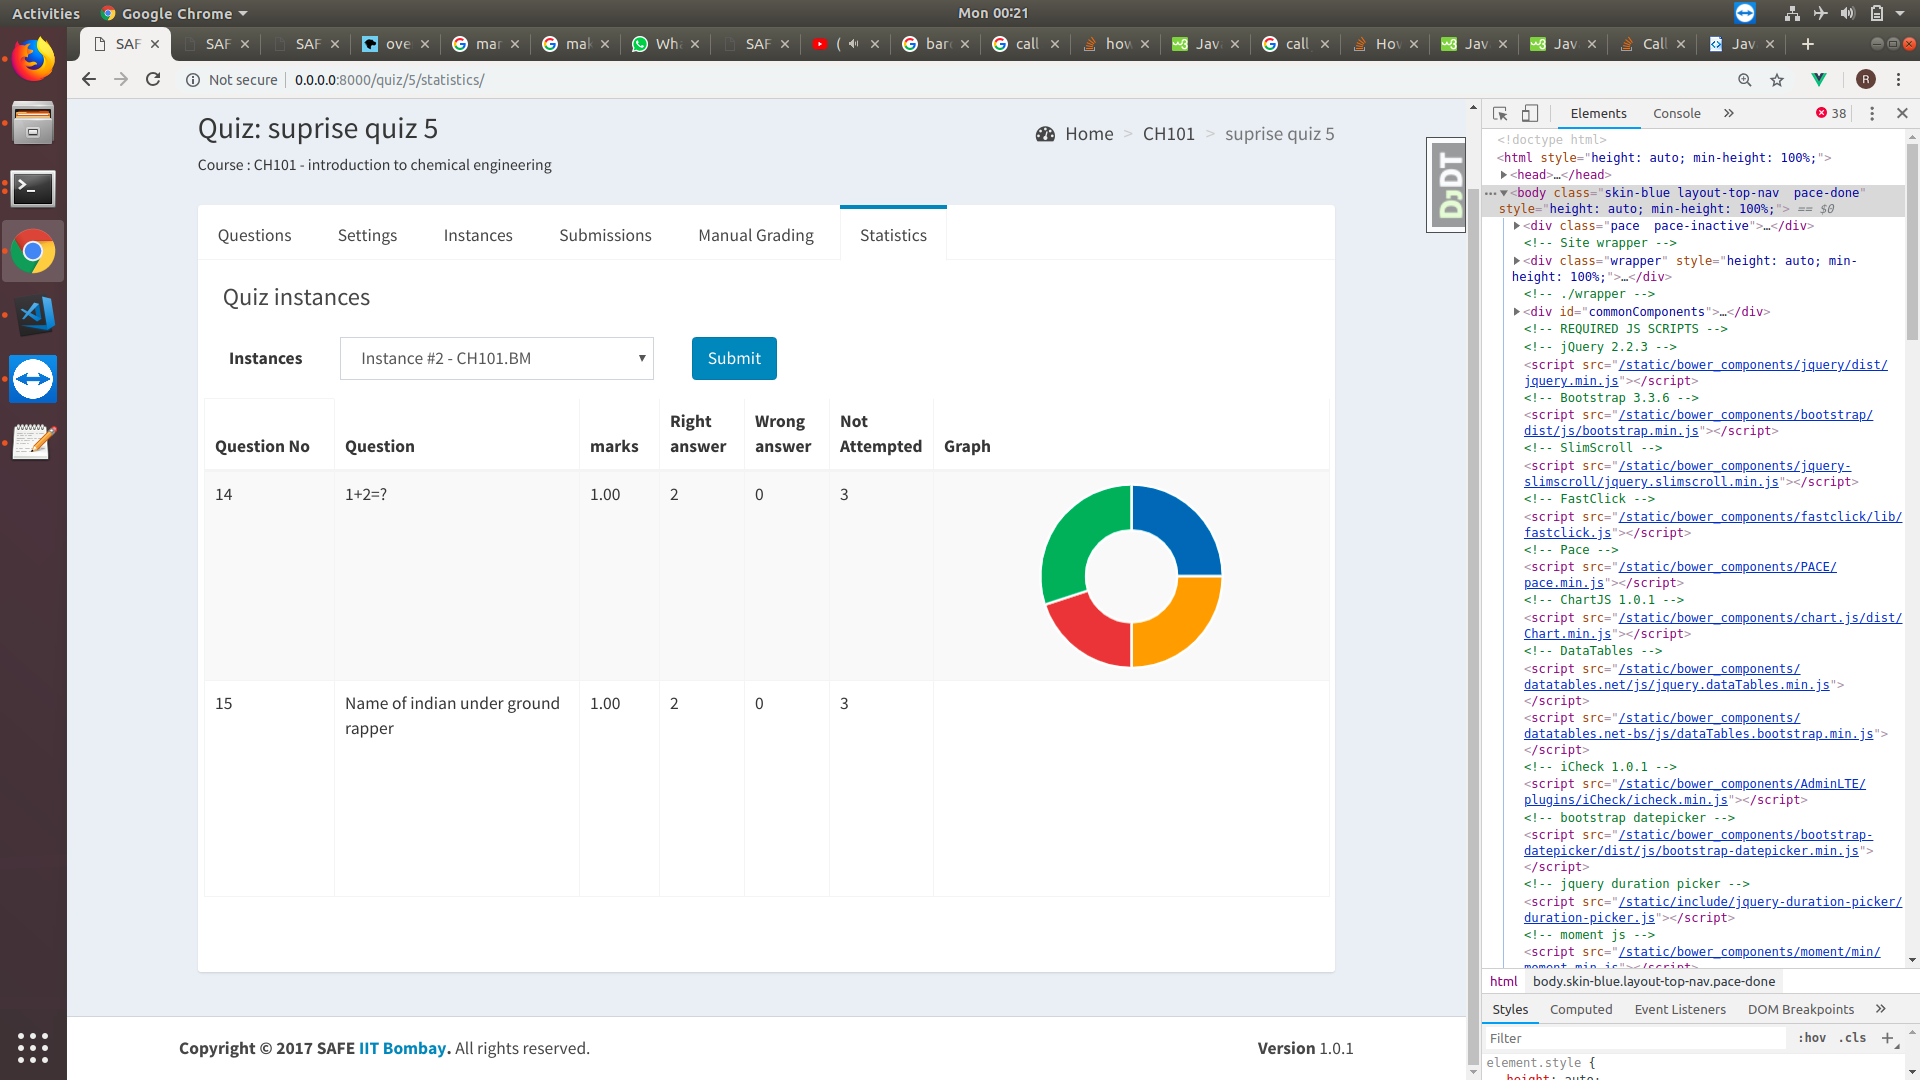 Activities Google Chrome Mon 00:21
SAF SAF SAF ove mar mak Wha SAF ( bar call how Java call Hov Jav Jav Call Jav
Not secure 0.0.0.0:8000/quiz/5/statistics/ R
Quiz: suprise quiz 5
Home > CH101 > suprise quiz 5
Course : CH101 - introduction to chemical engineering
DJDT
Questions Settings Instances Submissions Manual Grading Statistics
Quiz instances
Instances Instance #2 - CH101.BM Submit
Question No Question marks Right answer Wrong answer Not Attempted Graph
14 1+2=? 1.00 2 0 3
15 Name of indian under ground rapper 1.00 2 0 3
Copyright © 2017 SAFE IIT Bombay. All rights reserved. Version 1.0.1
Elements Console » 38
<!doctype html>
<html style="height: auto; min-height: 100%;">
<head>…</head>
<body class="skin-blue layout-top-nav  pace-done"
style="height: auto; min-height: 100%;"> == $0
<div class="pace  pace-inactive">…</div>
<!-- Site wrapper -->
<div class="wrapper" style="height: auto; min-
height: 100%;">…</div>
<!-- ./wrapper -->
<div id="commonComponents">…</div>
<!-- REQUIRED JS SCRIPTS -->
<!-- jQuery 2.2.3 -->
<script src="/static/bower_components/jquery/dist/
jquery.min.js"></script>
<!-- Bootstrap 3.3.6 -->
<script src="/static/bower_components/bootstrap/
dist/js/bootstrap.min.js"></script>
<!-- SlimScroll -->
<script src="/static/bower_components/jquery-
slimscroll/jquery.slimscroll.min.js"></script>
<!-- FastClick -->
<script src="/static/bower_components/fastclick/lib/
fastclick.js"></script>
<!-- Pace -->
<script src="/static/bower_components/PACE/
pace.min.js"></script>
<!-- ChartJS 1.0.1 -->
<script src="/static/bower_components/chart.js/dist/
Chart.min.js"></script>
<!-- DataTables -->
<script src="/static/bower_components/
datatables.net/js/jquery.dataTables.min.js">
</script>
<script src="/static/bower_components/
datatables.net-bs/js/dataTables.bootstrap.min.js">
</script>
<!-- iCheck 1.0.1 -->
<script src="/static/bower_components/AdminLTE/
plugins/iCheck/icheck.min.js"></script>
<!-- bootstrap datepicker -->
<script src="/static/bower_components/bootstrap-
datepicker/dist/js/bootstrap-datepicker.min.js">
</script>
<!-- jquery duration picker -->
<script src="/static/include/jquery-duration-picker/
duration-picker.js"></script>
<!-- moment js -->
<script src="/static/bower_components/moment/min/
moment.min.js"></script>
html body.skin-blue.layout-top-nav.pace-done
Styles Computed Event Listeners DOM Breakpoints »
Filter :hov .cls +
element.style {
height: auto;